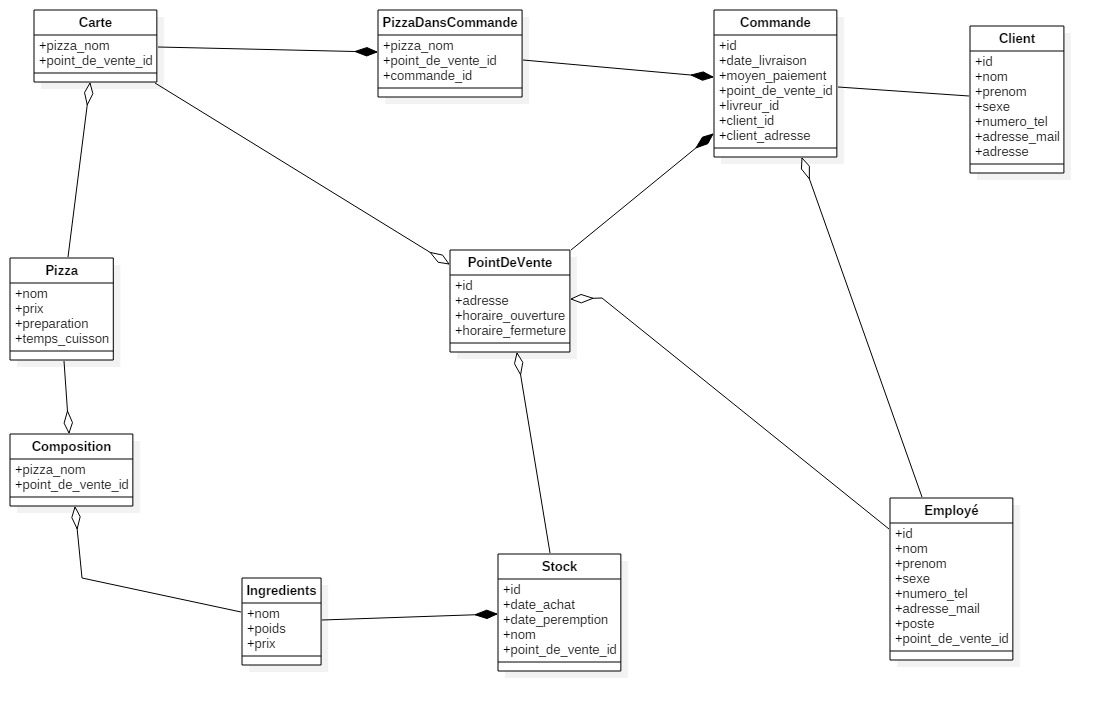 Carte
+pizza_nom
+point_de_vente_id
PizzaDansCommande
+pizza_nom
+point_de_vente_id
+commande_id
Commande
+id
+date_livraison
+moyen_paiement
+point_de_vente_id
+livreur_id
+client_id
+client_adresse
Client
+id
+nom
+prenom
+sexe
+numero_tel
+adresse_mail
+adresse
Pizza
+nom
+prix
+preparation
+temps_cuisson
PointDeVente
+id
+adresse
+horaire_ouverture
+horaire_fermeture
Composition
+pizza_nom
+point_de_vente_id
Ingredients
+nom
+poids
+prix
Stock
+id
+date_achat
+date_peremption
+nom
+point_de_vente_id
Employé
+id
+nom
+prenom
+sexe
+numero_tel
+adresse_mail
+poste
+point_de_vente_id